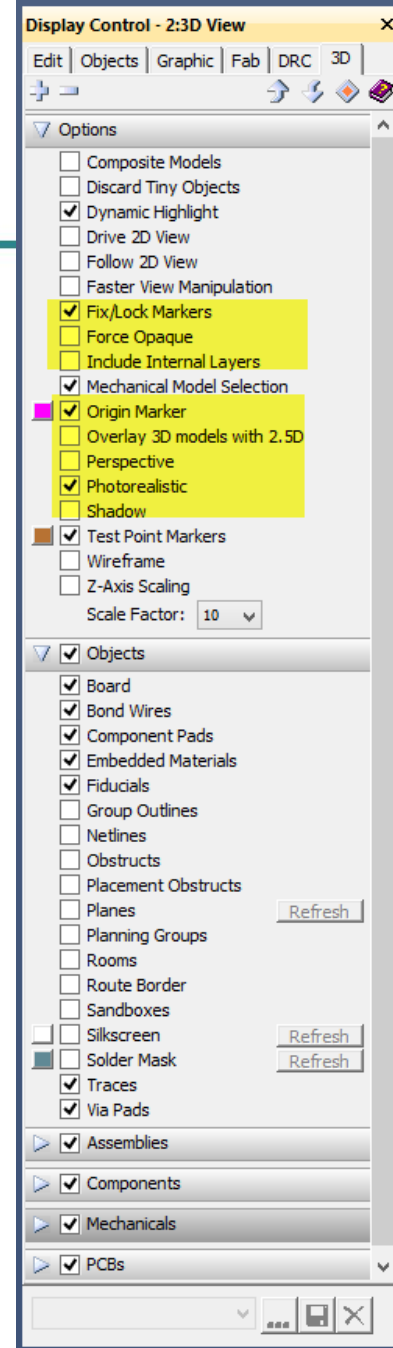 Display Control - 2:3D View
Edit Objects Graphic Fab DRC 3D
Options
Composite Models
Discard Tiny Objects
Dynamic Highlight
Drive 2D View
Follow 2D View
Faster View Manipulation
Fix/Lock Markers
Force Opaque
Include Internal Layers
Mechanical Model Selection
Origin Marker
Overlay 3D models with 2.5D
Perspective
Photorealistic
Shadow
Test Point Markers
Wireframe
Z-Axis Scaling
Scale Factor: 10
Objects
Board
Bond Wires
Component Pads
Embedded Materials
Fiducials
Group Outlines
Netlines
Obstructs
Placement Obstructs
Planes Refresh
Planning Groups
Rooms
Route Border
Sandboxes
Silkscreen Refresh
Solder Mask Refresh
Traces
Via Pads
Assemblies
Components
Mechanicals
PCBs
...